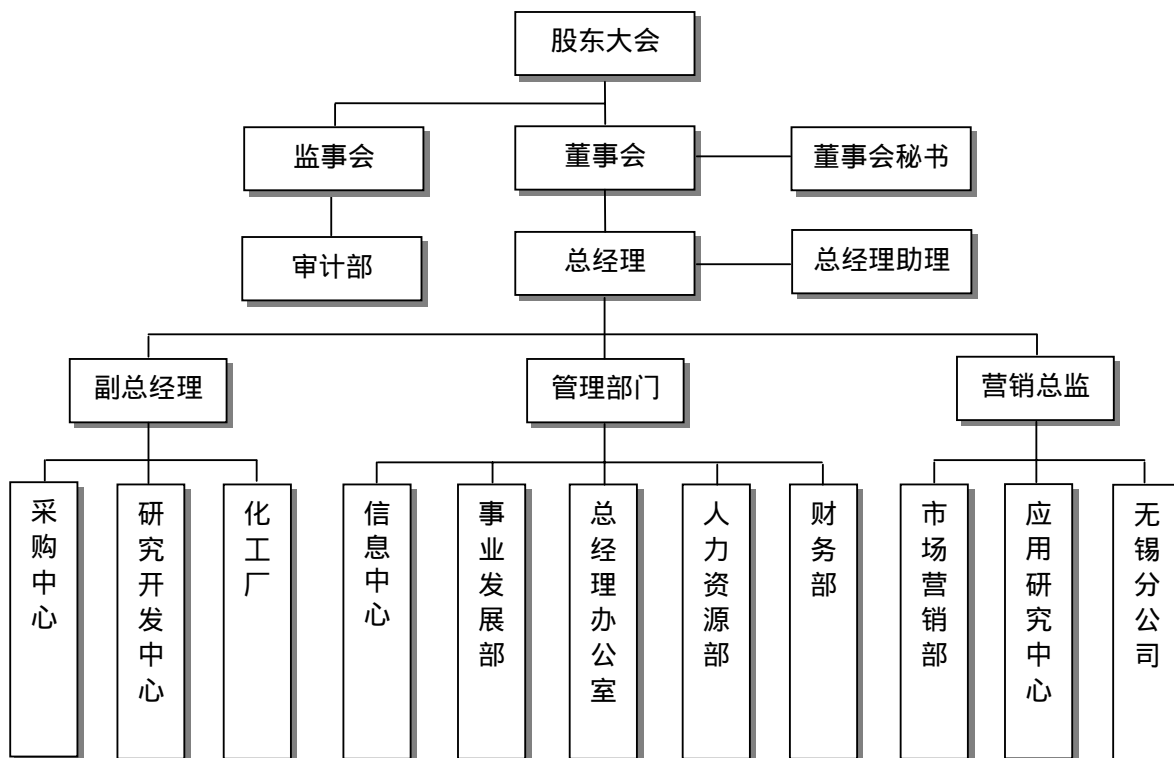 股东大会
监事会
董事会
董事会秘书
审计部
总经理
总经理助理
副总经理
管理部门
营销总监
采购中心
研究开发中心
化工厂
信息中心
事业发展部
总经理办公室
人力资源部
财务部
市场营销部
应用研究中心
无锡分公司